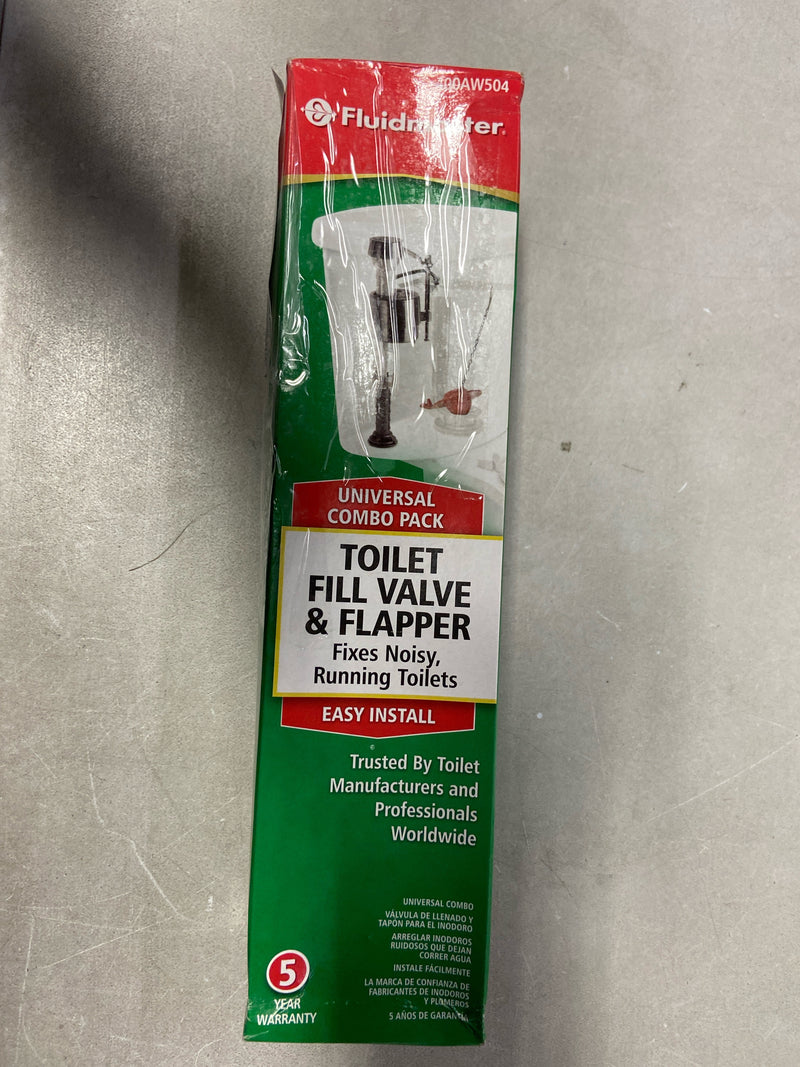 00AW504
Fluidmaster.
UNIVERSAL
COMBO PACK
TOILET
FILL VALVE
& FLAPPER
Fixes Noisy,
Running Toilets
EASY INSTALL
Trusted By Toilet
Manufacturers and
Professionals
Worldwide
UNIVERSAL COMBO
VÁLVULA DE LLENADO Y
TAPÓN PARA EL INODORO
ARREGLAR INODOROS
RUIDOSOS QUE DEJAN
CORRER AGUA
INSTALE FÁCILMENTE
LA MARCA DE CONFIANZA DE
FABRICANTES DE INODOROS
Y PLOMEROS
5 AÑOS DE GARANTÍA
5
YEAR
WARRANTY